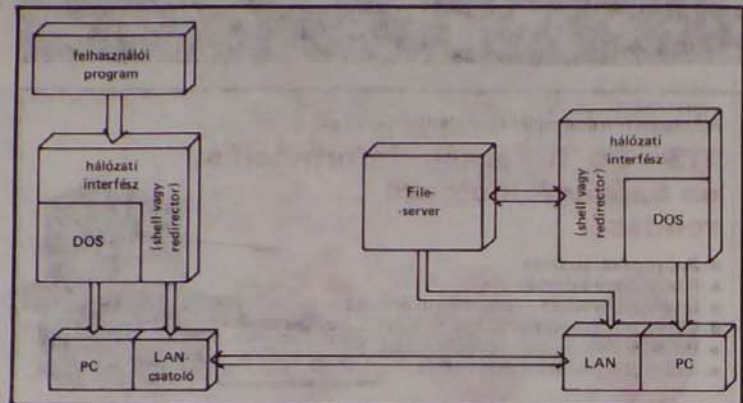 felhasználói
program
hálózati
interfész
DOS
(shell vagy
redirector)
PC
LAN-
csatoló
File-
-server
hálózati
interfész
(shell vagy
redirector)
DOS
LAN
PC